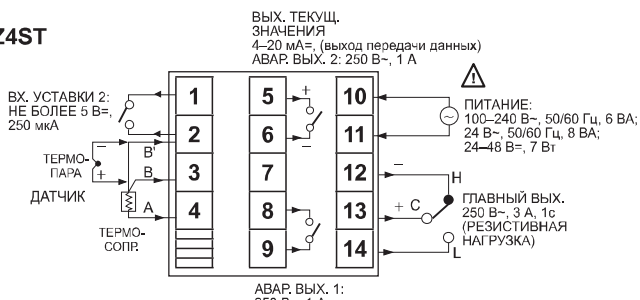 Z4ST
ВЫХ. ТЕКУЩ.
ЗНАЧЕНИЯ
4–20 мА=, (выход передачи данных)
АВАР. ВЫХ. 2: 250 В~, 1 А
ВХ. УСТАВКИ 2:
НЕ БОЛЕЕ 5 В=,
250 мкА
ТЕРМО-
ПАРА
ДАТЧИК
ТЕРМО-
СОПР.
− +
B'
B
A
1
2
3
4
5
6
7
8
9
+
−
10
11
12
13
14
ПИТАНИЕ:
100–240 В~, 50/60 Гц, 6 ВА;
24 В~, 50/60 Гц, 8 ВА;
24–48 В=, 7 Вт
−
H
+ C
L
ГЛАВНЫЙ ВЫХ.
250 В~, 3 А, 1с
(РЕЗИСТИВНАЯ
НАГРУЗКА)
АВАР. ВЫХ. 1: